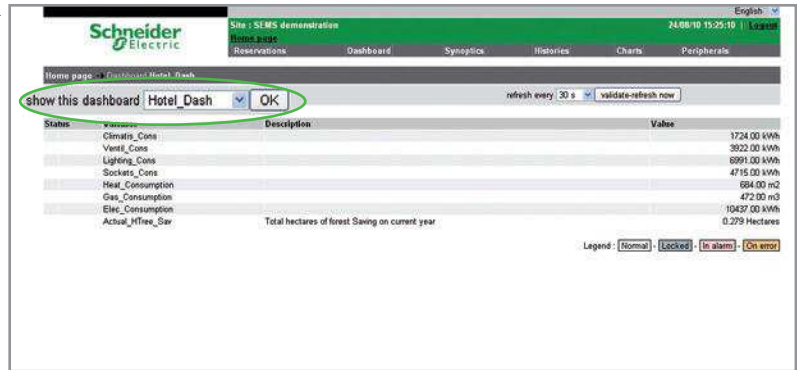 English
Schneider Electric
Site : SEMS demonstration
24/08/10 15:25:10 | Logout
Home page
Reservations Dashboard Synoptics Histories Charts Peripherals
Home page Dashboard Hotel_Dash
show this dashboard Hotel_Dash OK
refresh every 30 s validate-refresh now
Status Variable Description Value
Climatis_Cons 1724.00 kWh
Ventil_Cons 3922.00 kWh
Lighting_Cons 6991.00 kWh
Sockets_Cons 4715.00 kWh
Heat_Consumption 684.00 m2
Gas_Consumption 472.00 m3
Elec_Consumption 10437.00 kWh
Actual_HTree_Sav Total hectares of forest Saving on current year 0.279 Hectares
Legend : Normal - Locked - In alarm - On error